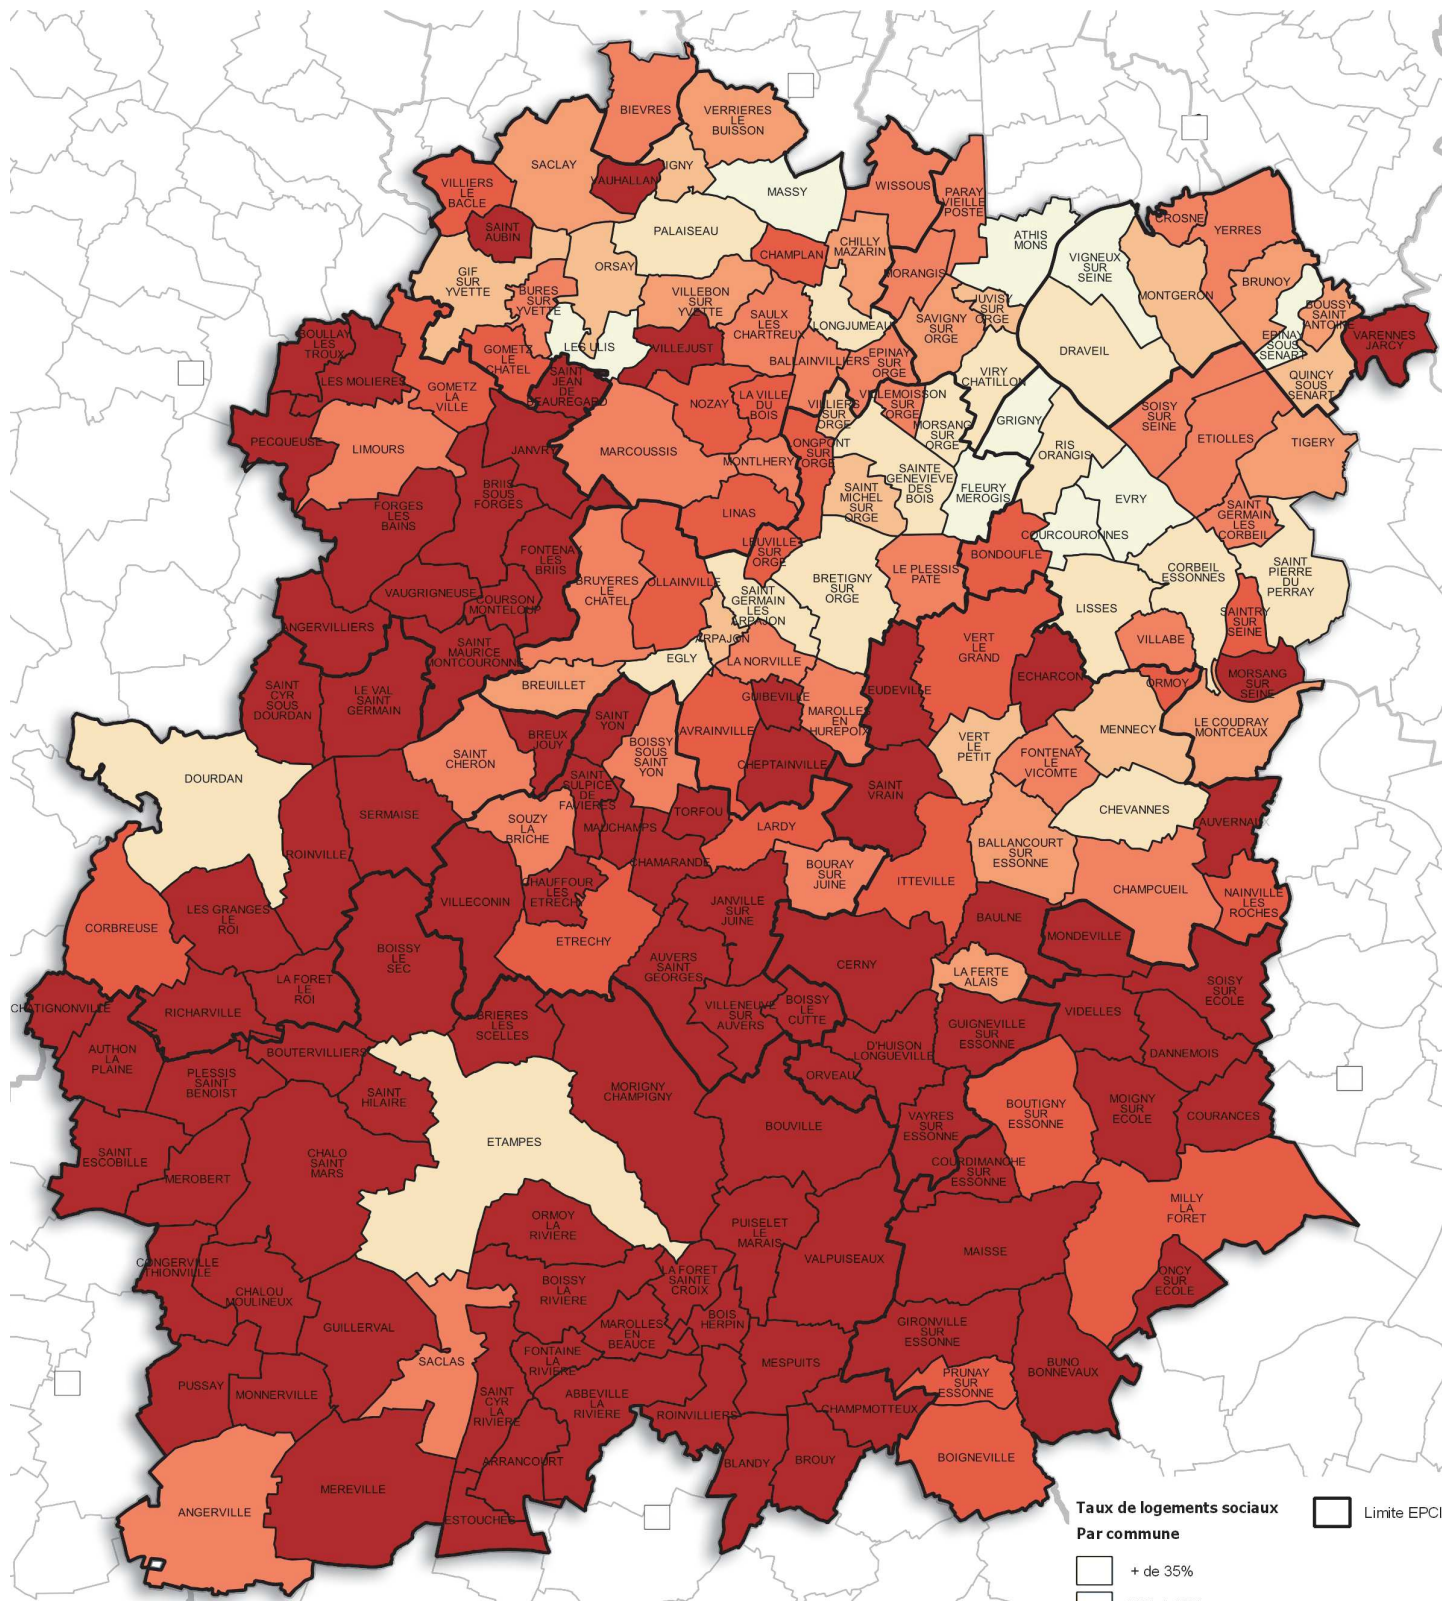 BIEVRES
VERRIERES
LE
BUISSON
SACLAY
IGNY
VAUHALLAN
MASSY
VILLIERS
LE
BACLE
WISSOUS
PARAY
VIEILLE
POSTE
SAINT
AUBIN
PALAISEAU
CHAMPLAN
CHILLY
MAZARIN
ATHIS
MONS
CROSNE
YERRES
VIGNEUX
SUR
SEINE
GIF
SUR
YVETTE
ORSAY
MORANGIS
MONTGERON
BRUNOY
BURES
SUR
YVETTE
VILLEBON
SUR
YVETTE
JUVISY
SUR
ORGE
BOUSSY
SAINT
ANTOINE
SAULX
LES
CHARTREUX
LONGJUMEAU
SAVIGNY
SUR
ORGE
DRAVEIL
EPINAY
SOUS
SENART
VARENNES
JARCY
BOULLAY
LES
TROUX
GOMETZ
LE
CHATEL
LES ULIS
VILLEJUST
BALLAINVILLIERS
EPINAY
SUR
ORGE
QUINCY
SOUS
SENART
LES MOLIERES
GOMETZ
LA
VILLE
SAINT
JEAN
DE
BEAUREGARD
VIRY
CHATILLON
NOZAY
LA VILLE
DU
BOIS
VILLIERS
SUR
ORGE
VILLEMOISSON
SUR
ORGE
MORSANG
SUR
ORGE
GRIGNY
SOISY
SUR
SEINE
ETIOLLES
TIGERY
PECQUEUSE
LIMOURS
JANVRY
MARCOUSSIS
MONTLHERY
ONGPONT
SUR
ORGE
RIS
ORANGIS
SAINTE
GENEVIEVE
DES
BOIS
FLEURY
MEROGIS
EVRY
BRIIS
SOUS
FORGES
SAINT
MICHEL
SUR
ORGE
FORGES
LES
BAINS
LINAS
SAINT
GERMAIN
LES
CORBEIL
COURCOURONNES
LEUVILLE
SUR
ORGE
BONDOUFLE
FONTENAY
LES
BRIIS
BRUYERES
LE
CHATEL
OLLAINVILLE
SAINT
GERMAIN
LES
ARPAJON
BRETIGNY
SUR
ORGE
LE PLESSIS
PATE
CORBEIL
ESSONNES
SAINT
PIERRE
DU
PERRAY
VAUGRIGNEUSE
COURSON
MONTELOUP
LISSES
SAINTRY
SUR
SEINE
ANGERVILLIERS
SAINT
MAURICE
MONTCOURONNE
ARPAJON
EGLY
LA NORVILLE
VERT
LE
GRAND
VILLABE
SAINT
CYR
SOUS
DOURDAN
LE VAL
SAINT
GERMAIN
BREUILLET
GUIBEVILLE
LEUDEVILLE
ECHARCON
ORMOY
MORSANG
SUR
SEINE
SAINT
YON
MAROLLES
EN
HUREPOIX
AVRAINVILLE
BREUX
JOUY
BOISSY
SOUS
SAINT
YON
VERT
LE
PETIT
MENNECY
LE COUDRAY
MONTCEAUX
SAINT
CHERON
CHEPTAINVILLE
FONTENAY
LE
VICOMTE
DOURDAN
SAINT
SULPICE
DE
FAVIERES
SAINT
VRAIN
CHEVANNES
SERMAISE
SOUZY
LA
BRICHE
MAUCHAMPS
TORFOU
LARDY
AUVERNAUX
ROINVILLE
CHAMARANDE
BOURAY
SUR
JUINE
BALLANCOURT
SUR
ESSONNE
ITTEVILLE
CHAMPCUEIL
NAINVILLE
LES
ROCHES
VILLECONIN
CHAUFFOUR
LES
ETRECHY
LES GRANGES
LE
ROI
JANVILLE
SUR
JUINE
BAULNE
CORBREUSE
BOISSY
LE
SEC
ETRECHY
MONDEVILLE
AUVERS
SAINT
GEORGES
CERNY
LA FERTE
ALAIS
LA FORET
LE
ROI
SOISY
SUR
ECOLE
CHATIGNONVILLE
RICHARVILLE
BRIERES
LES
SCELLES
VILLENEUVE
SUR
AUVERS
BOISSY
LE
CUTTE
GUIGNEVILLE
SUR
ESSONNE
VIDELLES
AUTHON
LA
PLAINE
BOUTERVILLIERS
D'HUISON
LONGUEVILLE
DANNEMOIS
PLESSIS
SAINT
BENOIST
SAINT
HILAIRE
ORVEAU
MORIGNY
CHAMPIGNY
BOUTIGNY
SUR
ESSONNE
MOIGNY
SUR
ECOLE
COURANCES
ETAMPES
BOUVILLE
VAYRES
SUR
ESSONNE
SAINT
ESCOBILLE
MEROBERT
CHALO
SAINT
MARS
COURDIMANCHE
SUR
ESSONNE
MILLY
LA
FORET
ORMOY
LA
RIVIERE
PUISELET
LE
MARAIS
VALPUISEAUX
MAISSE
CONGERVILLE
THIONVILLE
CHALOU
MOULINEUX
BOISSY
LA
RIVIERE
LA FORET
SAINTE
CROIX
ONCY
SUR
ECOLE
GUILLERVAL
MAROLLES
EN
BEAUCE
BOIS
HERPIN
GIRONVILLE
SUR
ESSONNE
SACLAS
FONTAINE
LA
RIVIERE
MESPUITS
BUNO
BONNEVAUX
PUSSAY
MONNERVILLE
SAINT
CYR
LA
RIVIERE
ABBEVILLE
LA
RIVIERE
PRUNAY
SUR
ESSONNE
ROINVILLIERS
CHAMPMOTTEUX
ARRANCOURT
BLANDY
BROUY
BOIGNEVILLE
MEREVILLE
ANGERVILLE
ESTOUCHES
Taux de logements sociaux
Par commune
+ de 35%
Limite EPCI